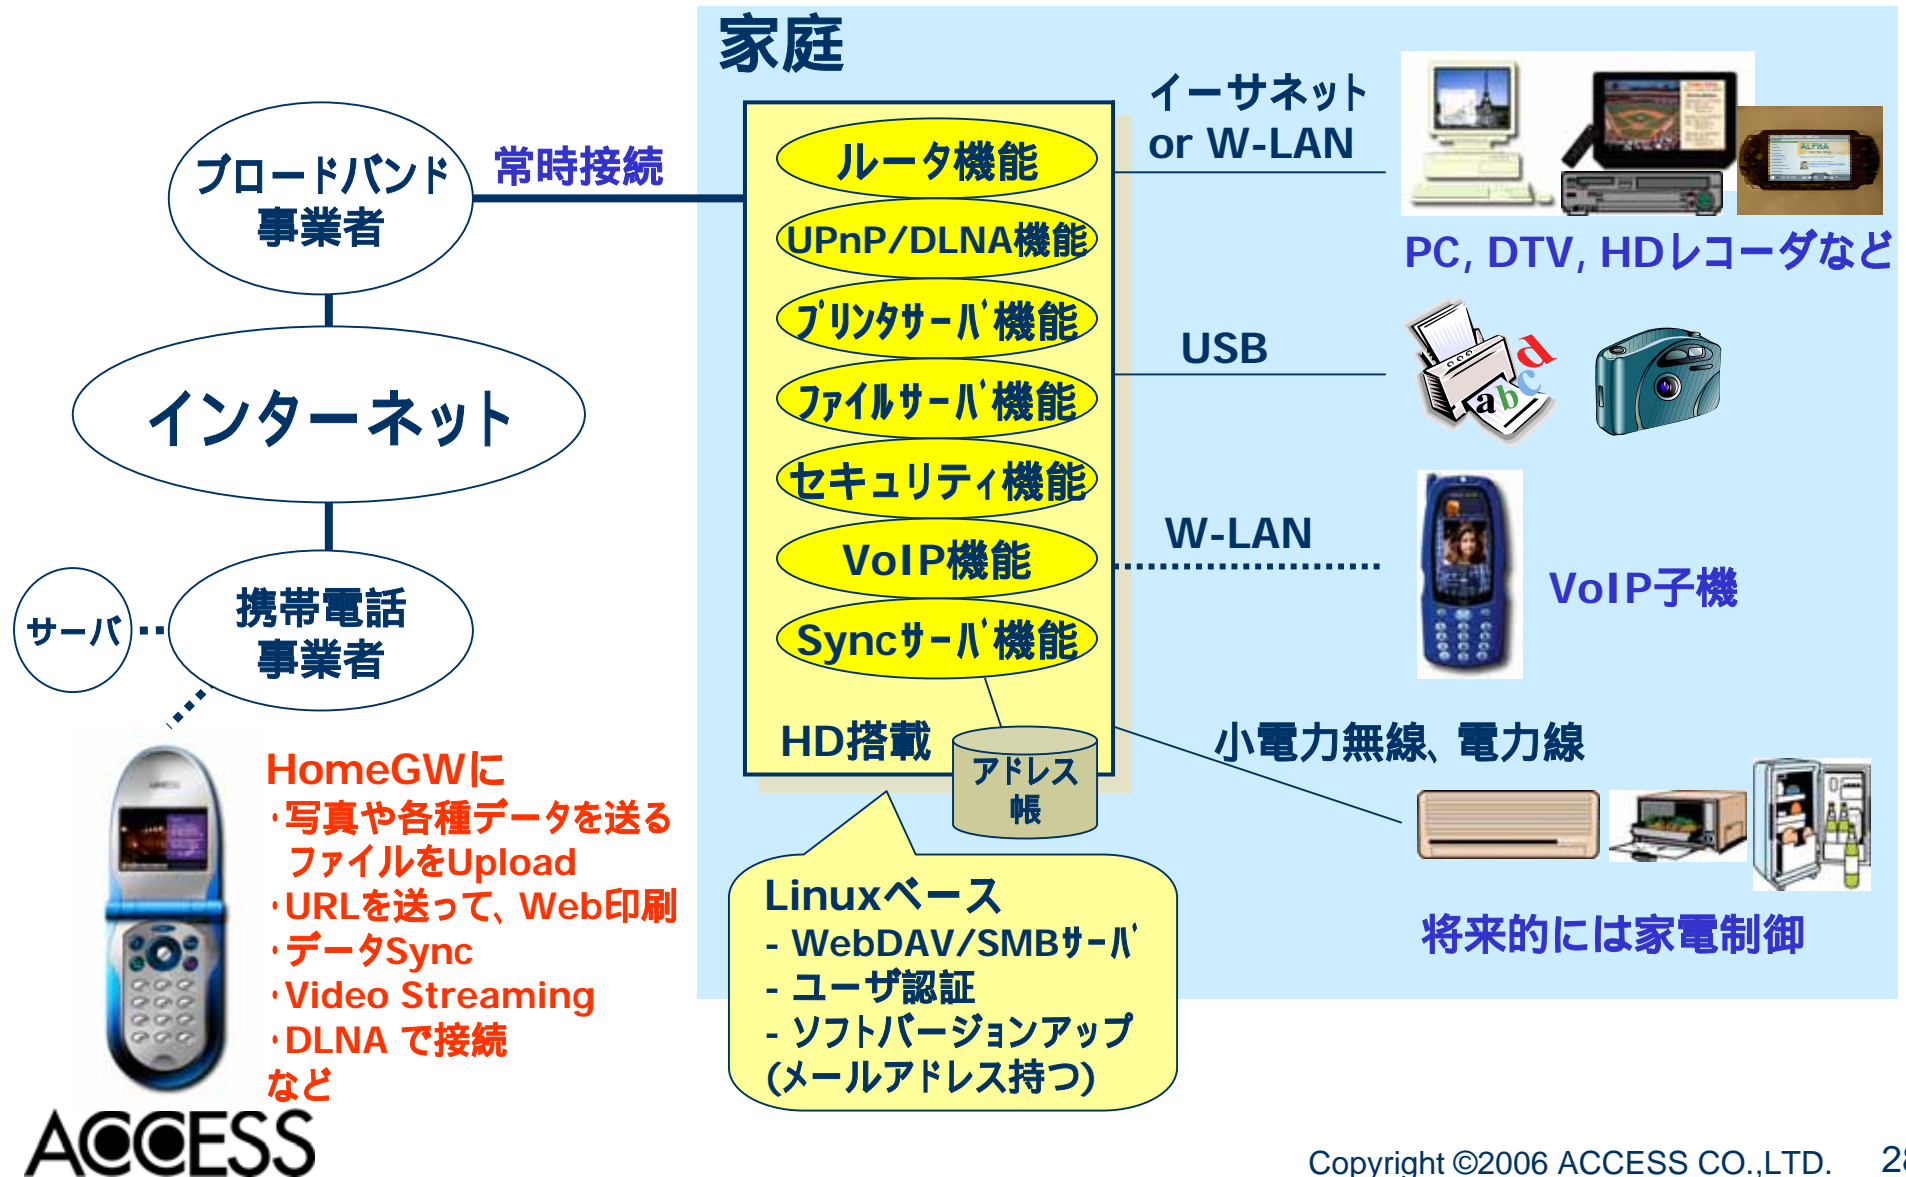 家庭
ブロードバンド
事業者
常時接続
インターネット
サーバ
携帯電話
事業者
HomeGWに
・写真や各種データを送る
ファイルをUpload
・URLを送って、Web印刷
・データSync
・Video Streaming
・DLNA で接続
など
ACCESS
ルータ機能
UPnP/DLNA機能
ﾌﾟﾘﾝﾀｻｰﾊﾞ機能
ﾌｧｲﾙｻｰﾊﾞ機能
セキュリティ機能
VoIP機能
Syncｻｰﾊﾞ機能
HD搭載
アドレス
帳
Linuxベース
- WebDAV/SMBｻｰﾊﾞ
- ユーザ認証
- ソフトバージョンアップ
(メールアドレス持つ)
イーサネット
or W-LAN
PC, DTV, HDレコーダなど
USB
abcd
W-LAN
VoIP子機
小電力無線、電力線
将来的には家電制御
Copyright ©2006 ACCESS CO.,LTD.